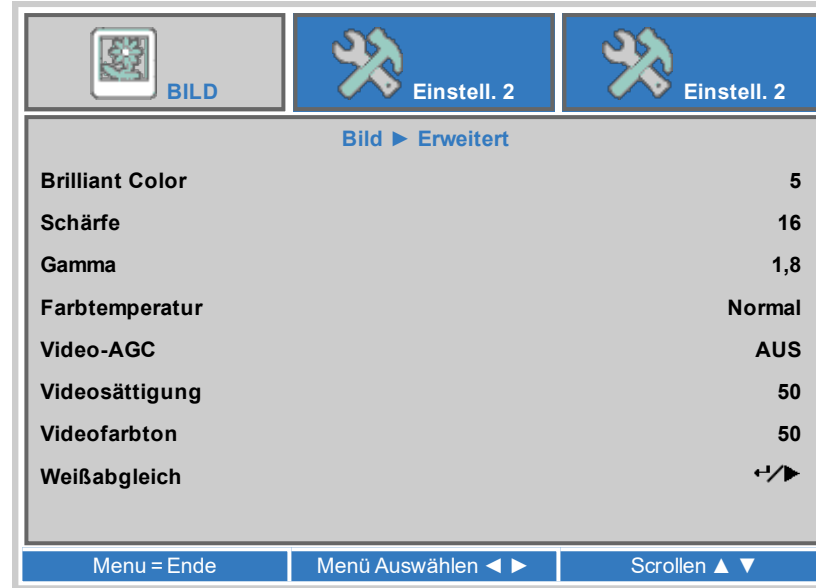 BILD Einstell. 2 Einstell. 2
Bild ► Erweitert
Brilliant Color 5
Schärfe 16
Gamma 1,8
Farbtemperatur Normal
Video-AGC AUS
Videosättigung 50
Videofarbton 50
Weißabgleich ↵/►
Menu = Ende Menü Auswählen ◄ ► Scrollen ▲ ▼